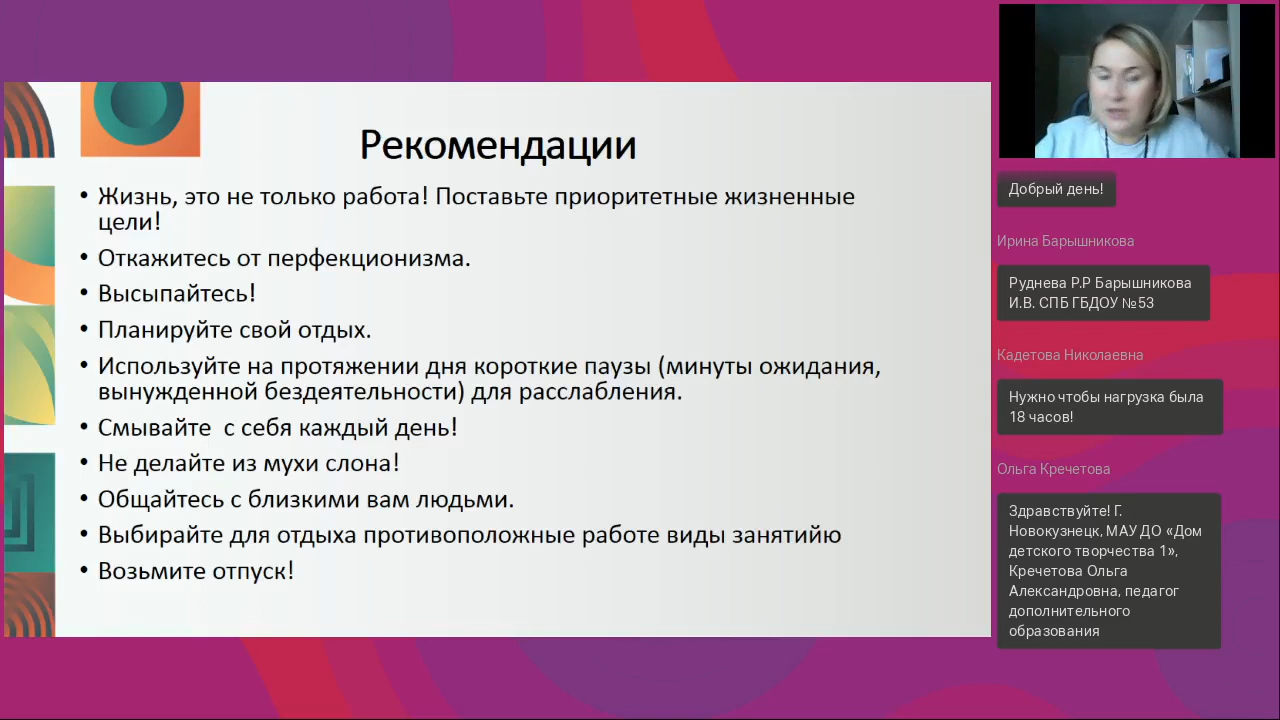 Рекомендации
• Жизнь, это не только работа! Поставьте приоритетные жизненные
цели!
• Откажитесь от перфекционизма.
• Высыпайтесь!
• Планируйте свой отдых.
• Используйте на протяжении дня короткие паузы (минуты ожидания,
вынужденной бездеятельности) для расслабления.
• Смывайте  с себя каждый день!
• Не делайте из мухи слона!
• Общайтесь с близкими вам людьми.
• Выбирайте для отдыха противоположные работе виды занятийю
• Возьмите отпуск!
Добрый день!
Ирина Барышникова
Руднева Р.Р Барышникова
И.В. СПБ ГБДОУ №53
Кадетова Николаевна
Нужно чтобы нагрузка была
18 часов!
Ольга Кречетова
Здравствуйте! Г.
Новокузнецк, МАУ ДО «Дом
детского творчества 1»,
Кречетова Ольга
Александровна, педагог
дополнительного
образования